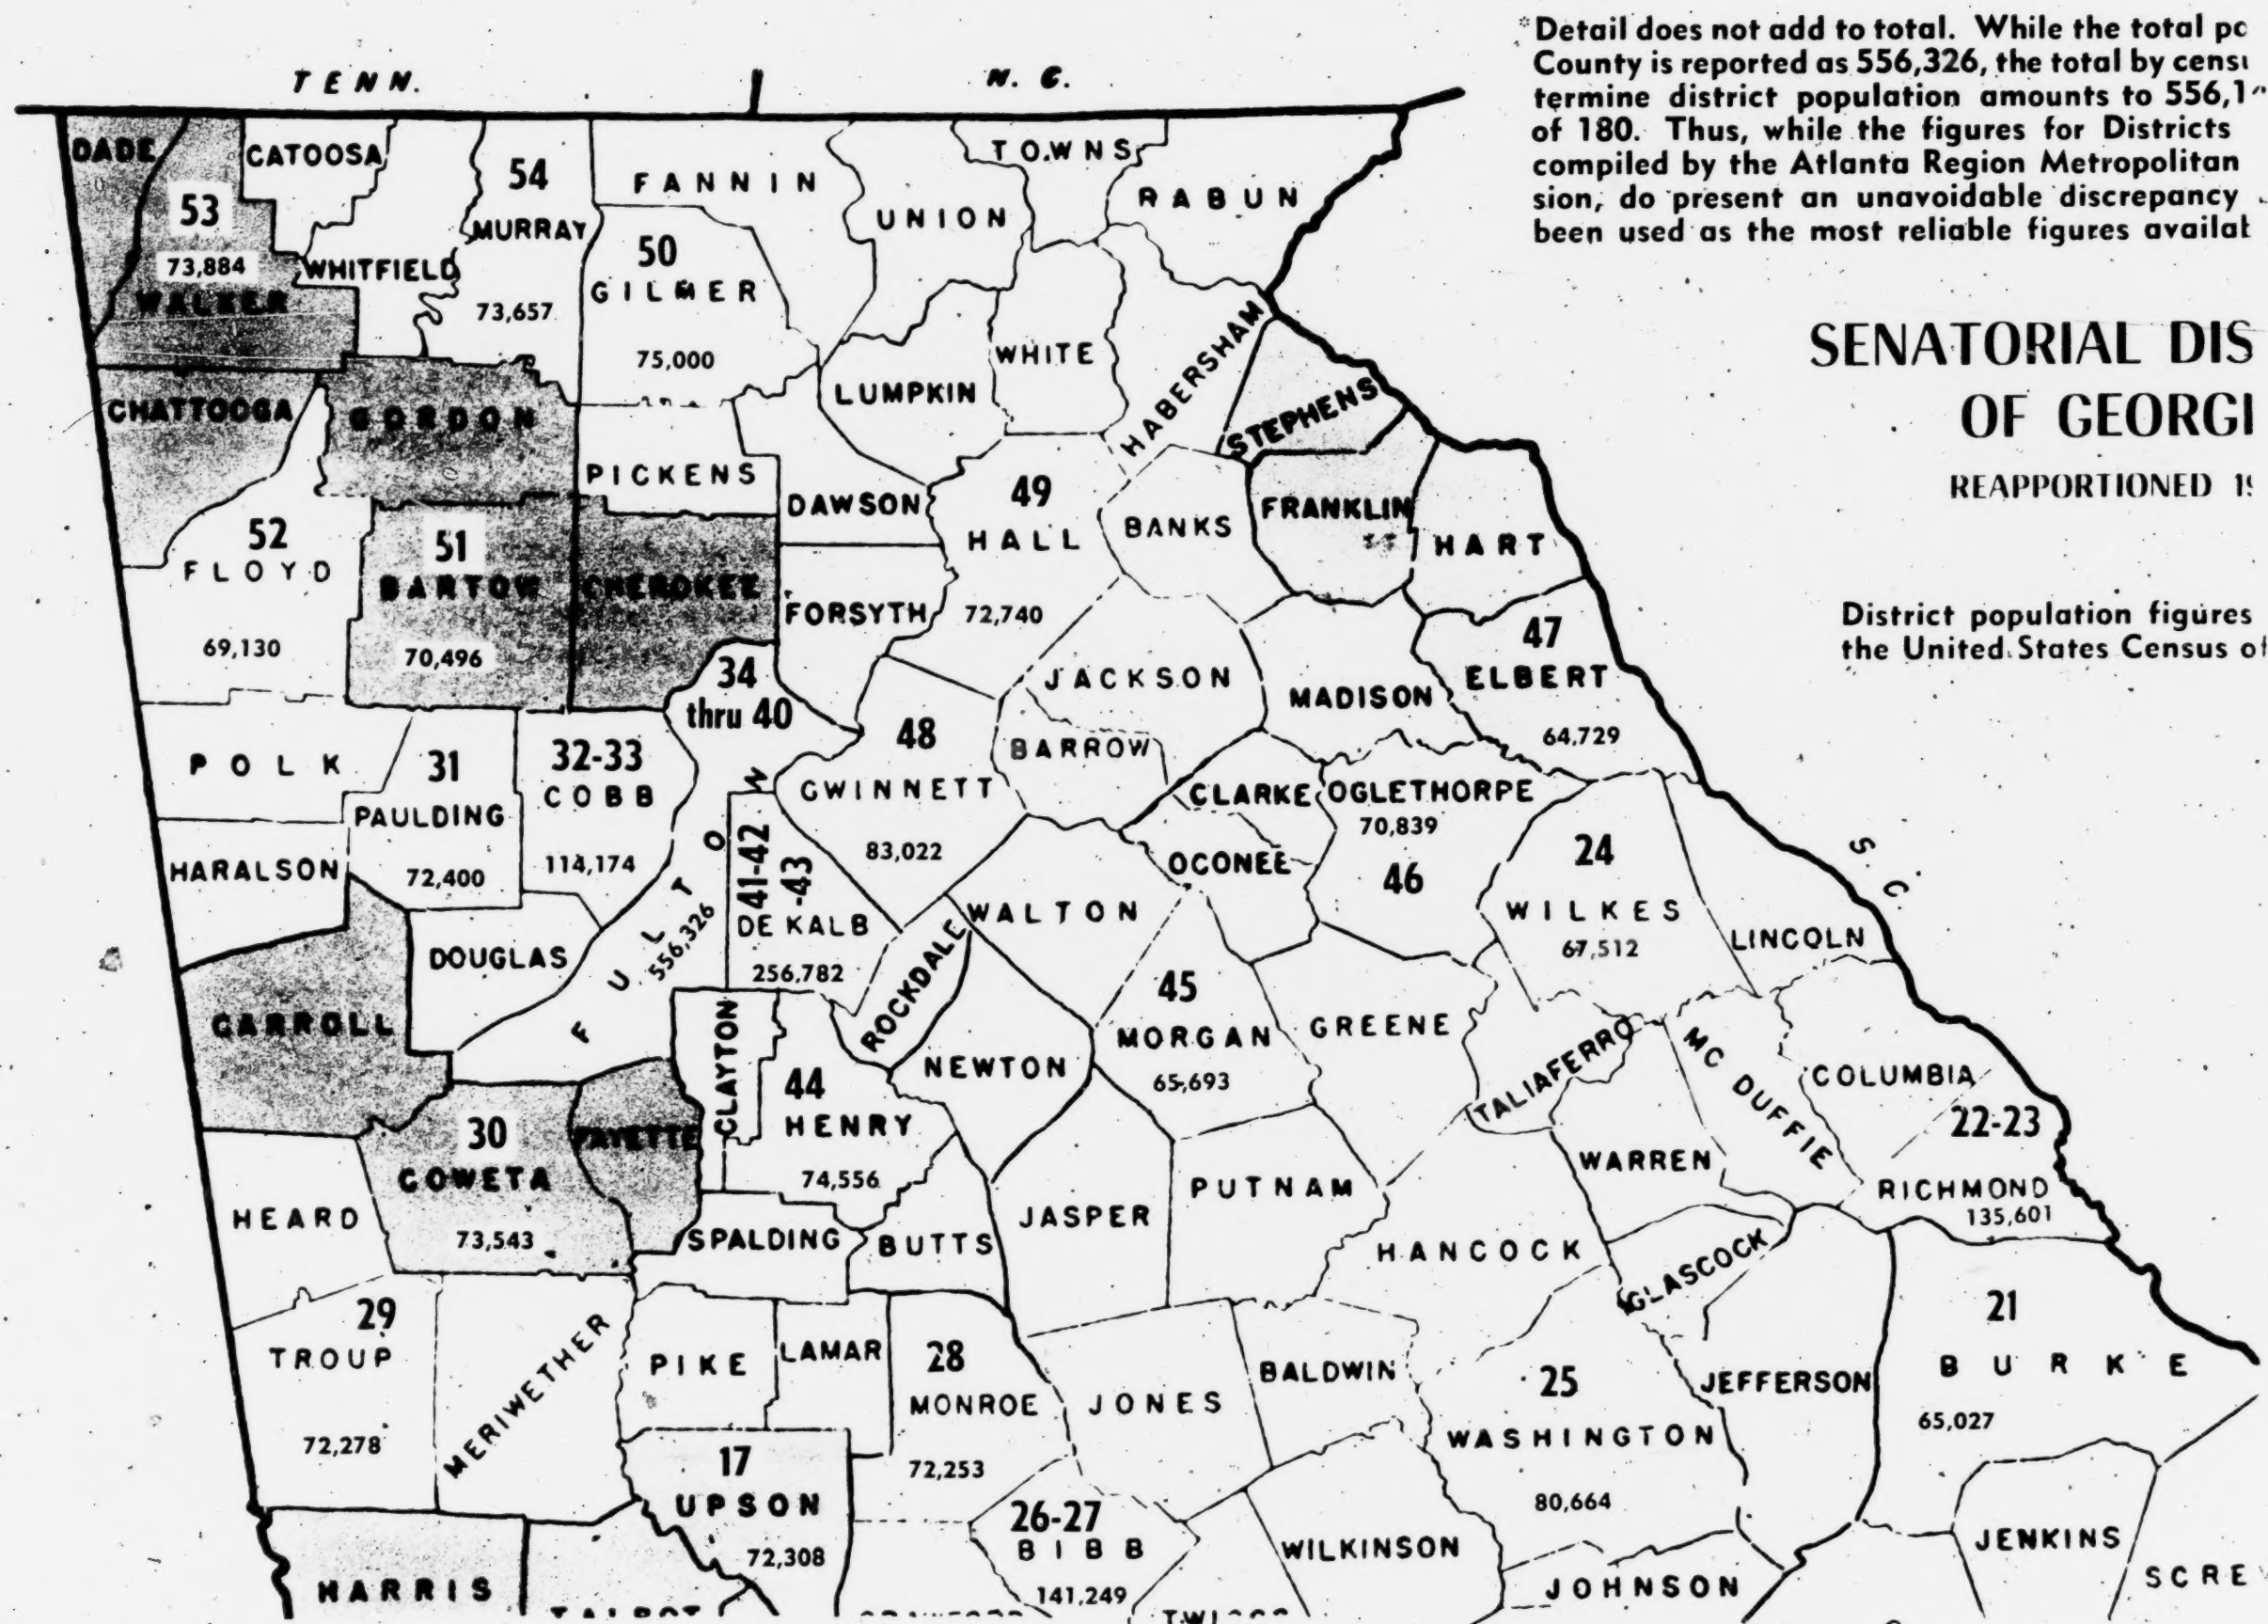 *Detail does not add to total. While the total
County is reported as 556,326, the total by
termine district population amounts to
of 180. Thus, while the figures for Districts
compiled by the Atlanta Region Metropolitan
sion, do present an unavoidable discrepancy
been used as the most reliable figures
SENATORIAL DIS
OF GEORGI
REAPPORTIONED
District population figures
the United States Census
TENN.
N. C.
S. C.
DADE
CATOOSA
54
FANNIN
TOWNS
RABUN
53
UNION
73,884
WALKER
WHITFIELD
MURRAY
50
GILMER
73,657
75,000
WHITE
HABERSHAM
LUMPKIN
STEPHENS
CHATTOOGA
GORDON
PICKENS
DAWSON
49
HALL
72,740
BANKS
FRANKLIN
HART
52
FLOYD
69,130
51
BARTOW
70,496
CHEROKEE
FORSYTH
47
ELBERT
64,729
34
thru 40
JACKSON
MADISON
POLK
31
PAULDING
72,400
32-33
COBB
114,174
48
GWINNETT
83,022
BARROW
CLARKE
OGLETHORPE
70,839
46
OCONEE
24
WILKES
67,512
LINCOLN
HARALSON
DOUGLAS
FULTON
556,326
41-42
-43
DE KALB
256,782
WALTON
ROCKDALE
CARROLL
CLAYTON
44
HENRY
74,556
NEWTON
45
MORGAN
65,693
GREENE
TALIAFERRO
MC DUFFIE
COLUMBIA
22-23
RICHMOND
135,601
WARREN
30
COWETA
73,543
FAYETTE
HEARD
SPALDING
BUTTS
JASPER
PUTNAM
HANCOCK
GLASCOCK
29
TROUP
72,278
MERIWETHER
PIKE
LAMAR
28
MONROE
72,253
JONES
BALDWIN
25
WASHINGTON
80,664
JEFFERSON
21
BURKE
65,027
17
UPSON
72,308
26-27
BIBB
141,249
WILKINSON
JOHNSON
JENKINS
SCRE
HARRIS